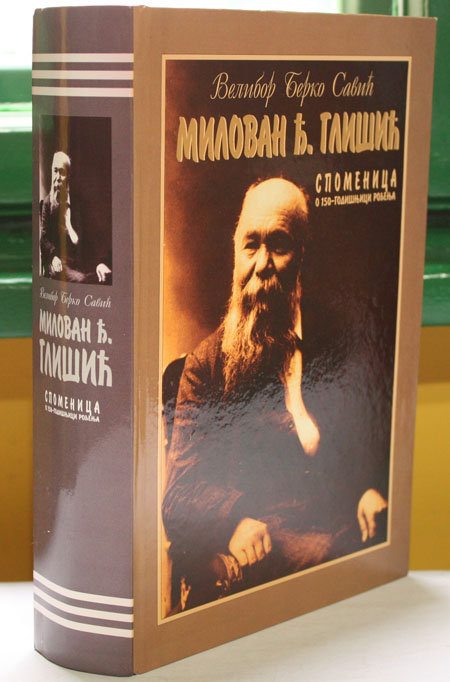 Велибор Берко Савић
МИЛОВАН Ђ. ГЛИШИЋ
СПОМЕНИЦА
О 150-ГОДИШЊИЦИ РОЂЕЊА
Велибор Берко Савић
МИЛОВАН Ђ.
ГЛИШИЋ
СПОМЕНИЦА
О 150-ГОДИШЊИЦИ РОЂЕЊА